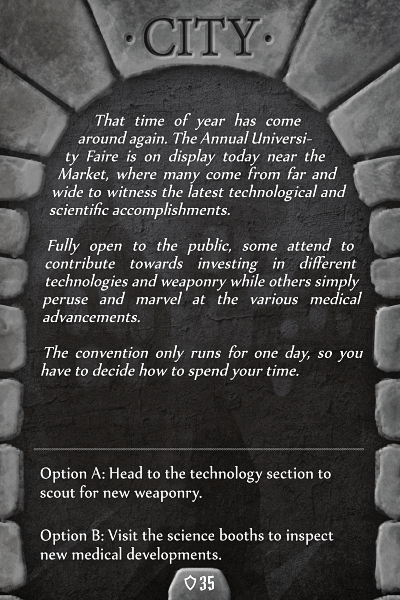 · CITY ·
That time of year has come
around again. The Annual Universi-
ty Faire is on display today near the
Market, where many come from far and
wide to witness the latest technological and
scientific accomplishments.
Fully open to the public, some attend to
contribute towards investing in different
technologies and weaponry while others simply
peruse and marvel at the various medical
advancements.
The convention only runs for one day, so you
have to decide how to spend your time.
Option A: Head to the technology section to
scout for new weaponry.
Option B: Visit the science booths to inspect
new medical developments.
35